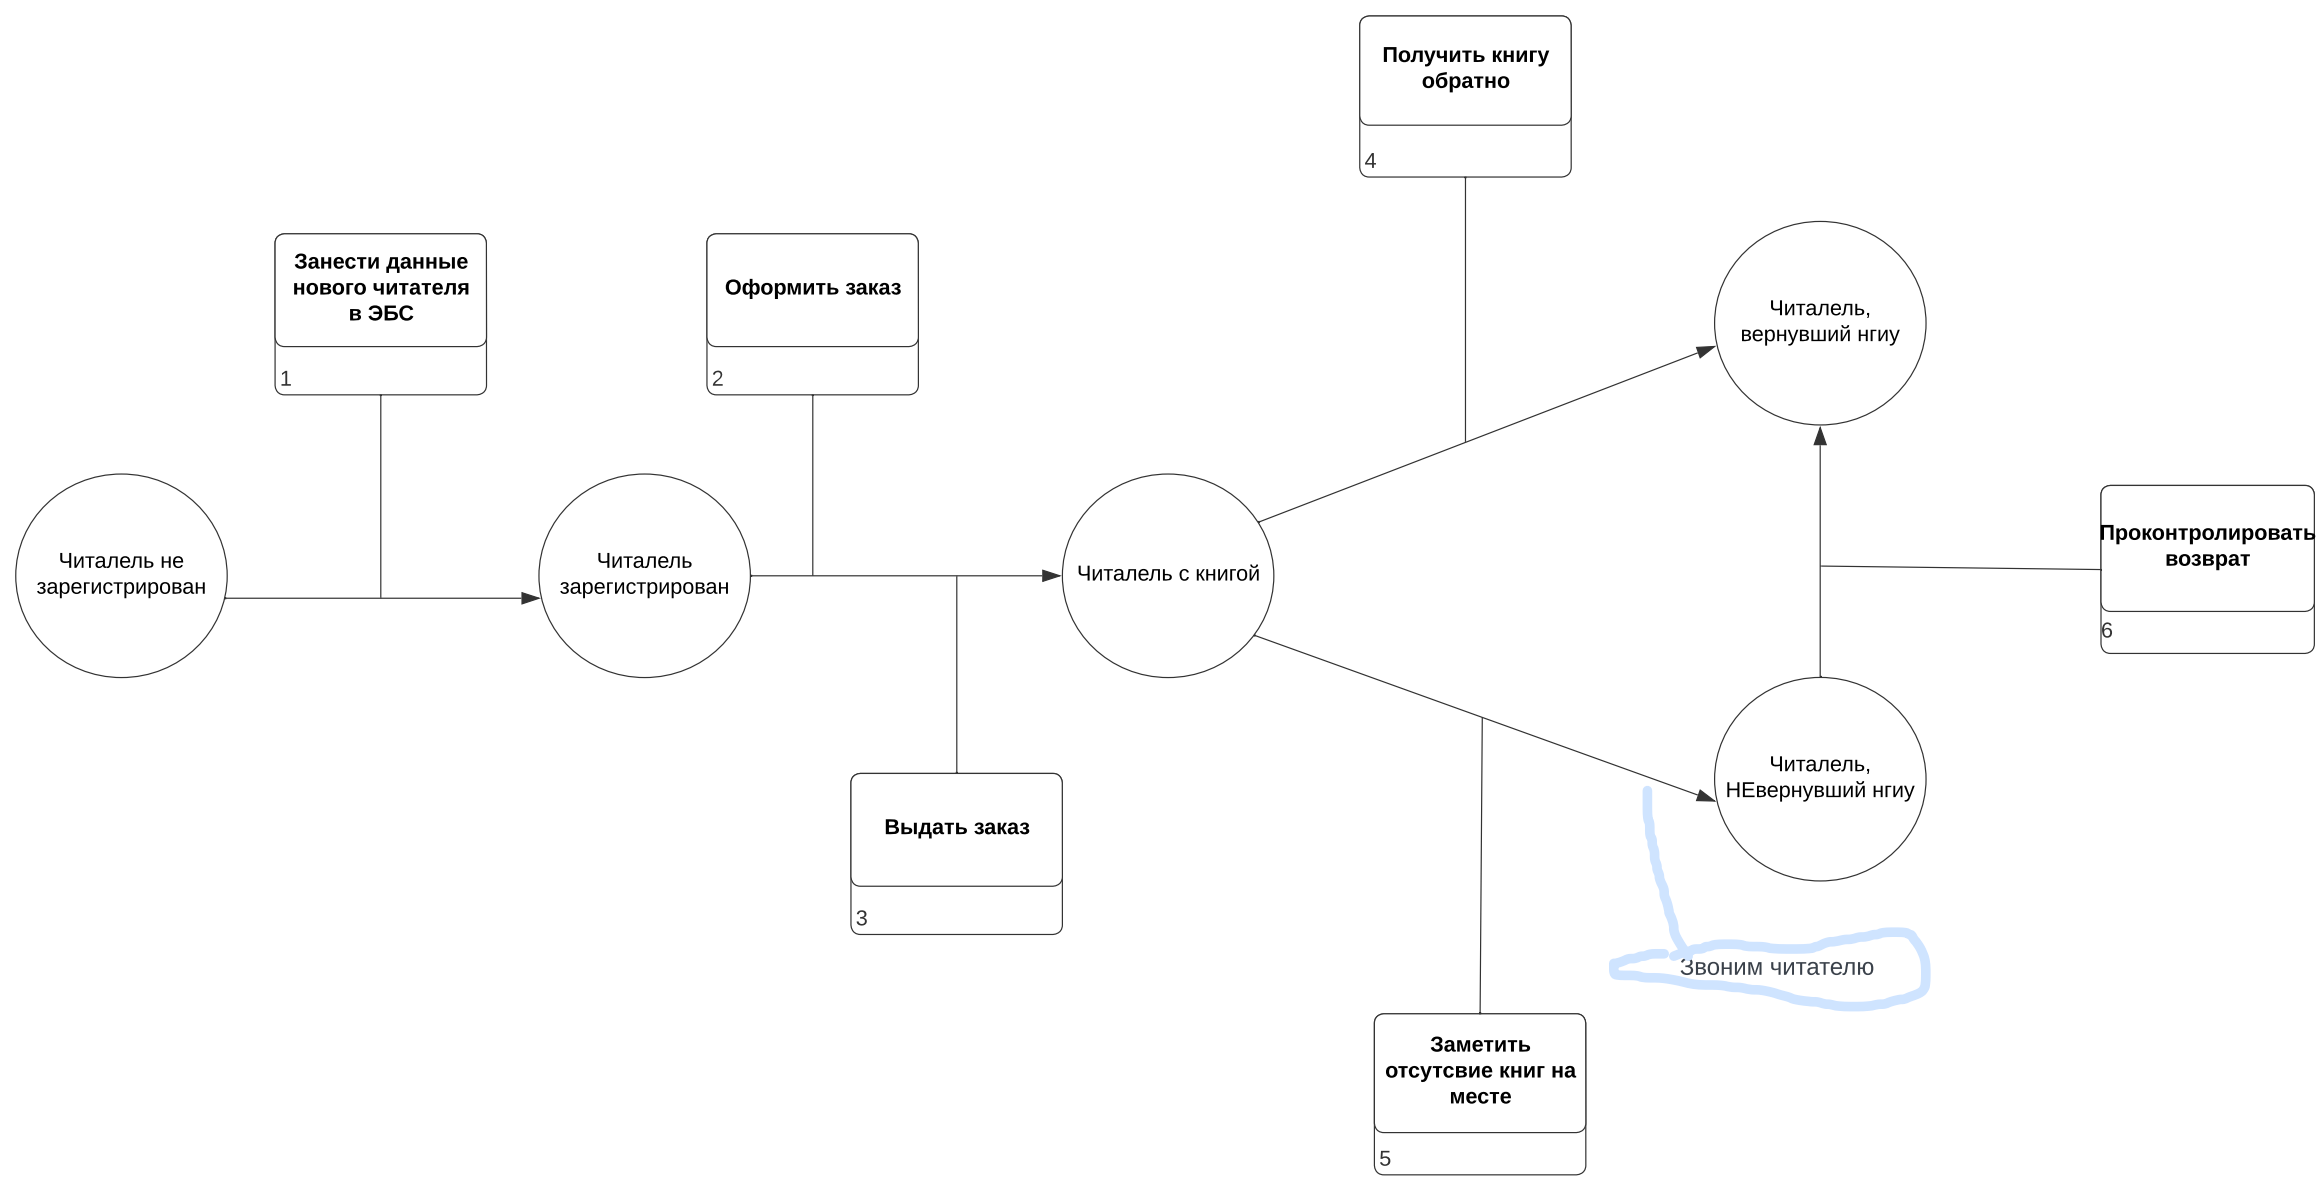 Получить книгу
обратно
4
Занести данные
нового читателя
в ЭБС
1
Оформить заказ
2
Читалель,
вернувший нгиу
Читалель не
зарегистрирован
Читалель
зарегистрирован
Читалель с книгой
Проконтролировать
возврат
6
Читалель,
НЕвернувший нгиу
Выдать заказ
3
Звоним читателю
Заметить
отсутсвие книг на
месте
5